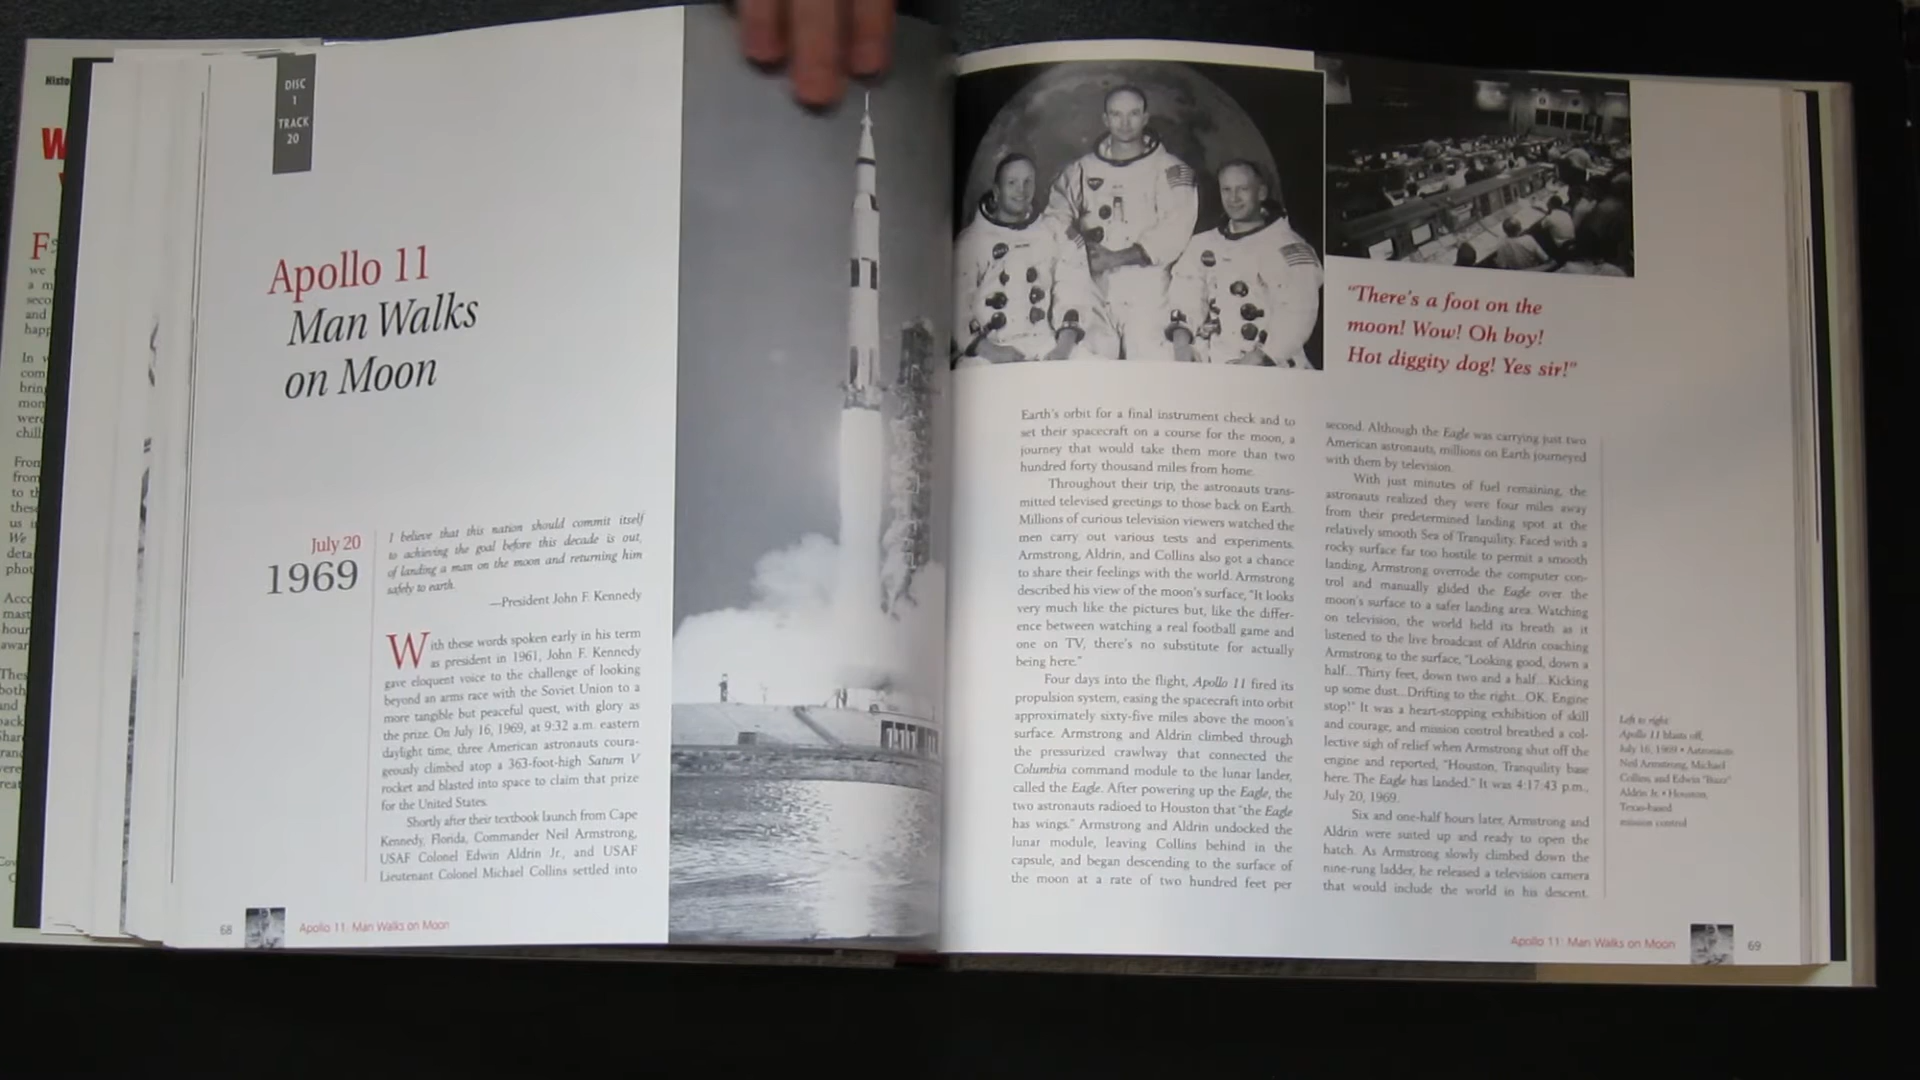 Histo
W
F
we
a m
seco
and
happ
In w
com
brin
mon
were
chill
From
from
to th
these
us i
We
deta
phot
Acco
mast
hour
awar
Thes
both
and
DISC
1
TRACK
20
Apollo 11
Man Walks
on Moon
July 20
1969
I believe that this nation should commit itself
to achieving the goal before this decade is out,
of landing a man on the moon and returning him
safely to earth.
—President John F. Kennedy
With these words spoken early in his term
as president in 1961, John F. Kennedy
gave eloquent voice to the challenge of looking
beyond an arms race with the Soviet Union to a
more tangible but peaceful quest, with glory as
the prize. On July 16, 1969, at 9:32 a.m. eastern
daylight time, three American astronauts coura-
geously climbed atop a 363-foot-high Saturn V
rocket and blasted into space to claim that prize
for the United States.
Shortly after their textbook launch from Cape
Kennedy, Florida, Commander Neil Armstrong,
USAF Colonel Edwin Aldrin Jr., and USAF
Lieutenant Colonel Michael Collins settled into
68
Apollo 11: Man Walks on Moon
"There's a foot on the
moon! Wow! Oh boy!
Hot diggity dog! Yes sir!"
Earth's orbit for a final instrument check and to
set their spacecraft on a course for the moon, a
journey that would take them more than two
hundred forty thousand miles from home.
Throughout their trip, the astronauts trans-
mitted televised greetings to those back on Earth.
Millions of curious television viewers watched the
men carry out various tests and experiments.
Armstrong, Aldrin, and Collins also got a chance
to share their feelings with the world. Armstrong
described his view of the moon's surface, "It looks
very much like the pictures but, like the differ-
ence between watching a real football game and
one on TV, there's no substitute for actually
being here."
Four days into the flight, Apollo 11 fired its
propulsion system, easing the spacecraft into orbit
approximately sixty-five miles above the moon's
surface. Armstrong and Aldrin climbed through
the pressurized crawlway that connected the
Columbia command module to the lunar lander,
called the Eagle. After powering up the Eagle, the
two astronauts radioed to Houston that "the Eagle
has wings." Armstrong and Aldrin undocked the
lunar module, leaving Collins behind in the
capsule, and began descending to the surface of
the moon at a rate of two hundred feet per
second. Although the Eagle was carrying just two
American astronauts, millions on Earth journeyed
with them by television.
With just minutes of fuel remaining, the
astronauts realized they were four miles away
from their predetermined landing spot at the
relatively smooth Sea of Tranquility. Faced with a
rocky surface far too hostile to permit a smooth
landing, Armstrong overrode the computer con-
trol and manually glided the Eagle over the
moon's surface to a safer landing area. Watching
on television, the world held its breath as it
listened to the live broadcast of Aldrin coaching
Armstrong to the surface, "Looking good, down a
half...Thirty feet, down two and a half...Kicking
up some dust...Drifting to the right...OK. Engine
stop!" It was a heart-stopping exhibition of skill
and courage, and mission control breathed a col-
lective sigh of relief when Armstrong shut off the
engine and reported, "Houston, Tranquility base
here. The Eagle has landed." It was 4:17:43 p.m.,
July 20, 1969.
Six and one-half hours later, Armstrong and
Aldrin were suited up and ready to open the
hatch. As Armstrong slowly climbed down the
nine-rung ladder, he released a television camera
that would include the world in his descent.
Left to right:
Apollo 11 blasts off,
July 16, 1969 • Astronauts
Neil Armstrong, Michael
Collins, and Edwin "Buzz"
Aldrin Jr. • Houston,
Texas-based
mission control
Apollo 11: Man Walks on Moon
69